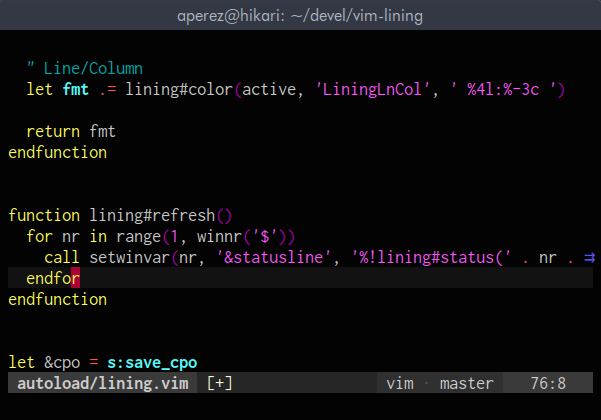 aperez@hikari: ~/devel/vim-lining
" Line/Column
let fmt .= lining#color(active, 'LiningLnCol', ' %4l:%-3c ')
return fmt
endfunction
function lining#refresh()
for nr in range(1, winnr('$'))
call setwinvar(nr, '&statusline', '%!lining#status(' . nr . ⇉
endfor
endfunction
let &cpo = s:save_cpo
autoload/lining.vim [+] vim · master 76:8